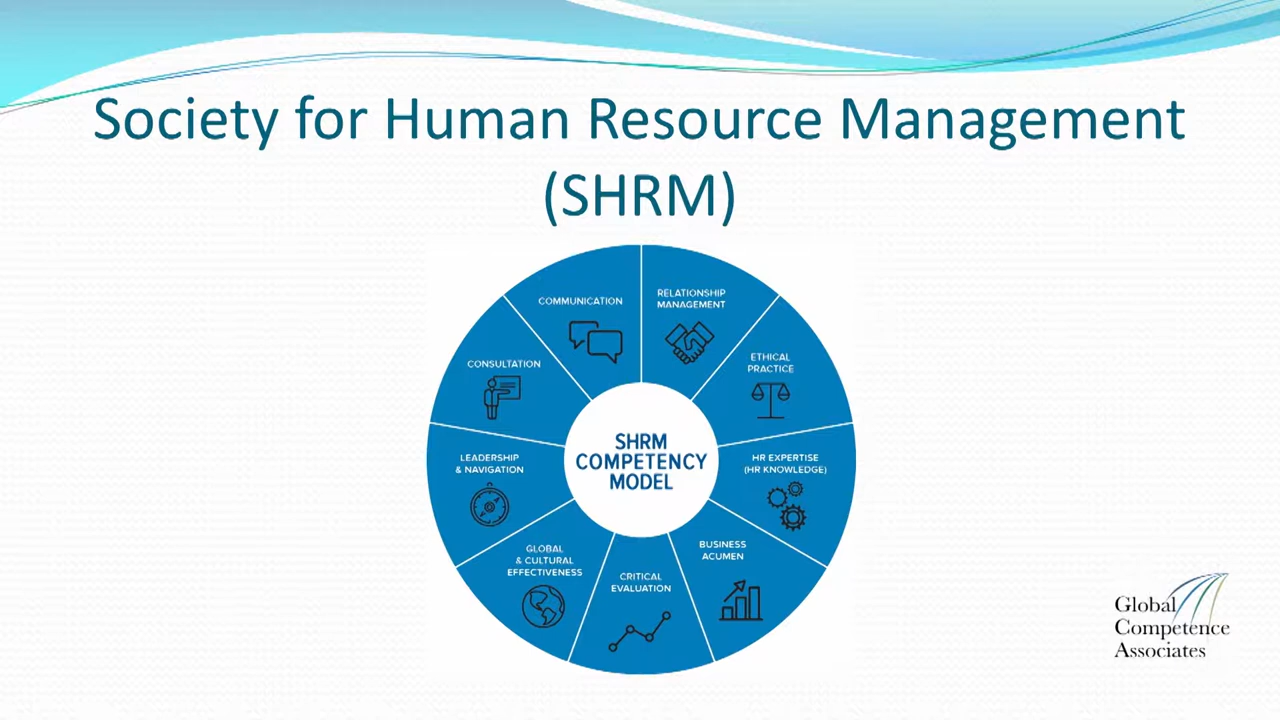 Society for Human Resource Management
(SHRM)
COMMUNICATION
RELATIONSHIP
MANAGEMENT
CONSULTATION
ETHICAL
PRACTICE
LEADERSHIP
& NAVIGATION
SHRM
COMPETENCY
MODEL
HR EXPERTISE
(HR KNOWLEDGE)
GLOBAL
& CULTURAL
EFFECTIVENESS
CRITICAL
EVALUATION
BUSINESS
ACUMEN
Global
Competence
Associates